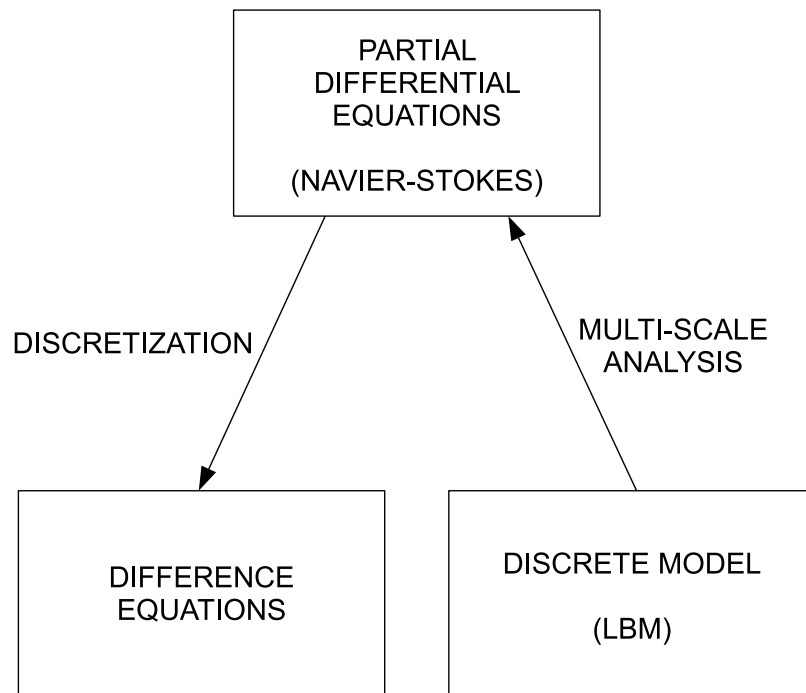 PARTIAL
DIFFERENTIAL
EQUATIONS
(NAVIER-STOKES)
DISCRETIZATION
MULTI-SCALE
ANALYSIS
DIFFERENCE
EQUATIONS
DISCRETE MODEL
(LBM)